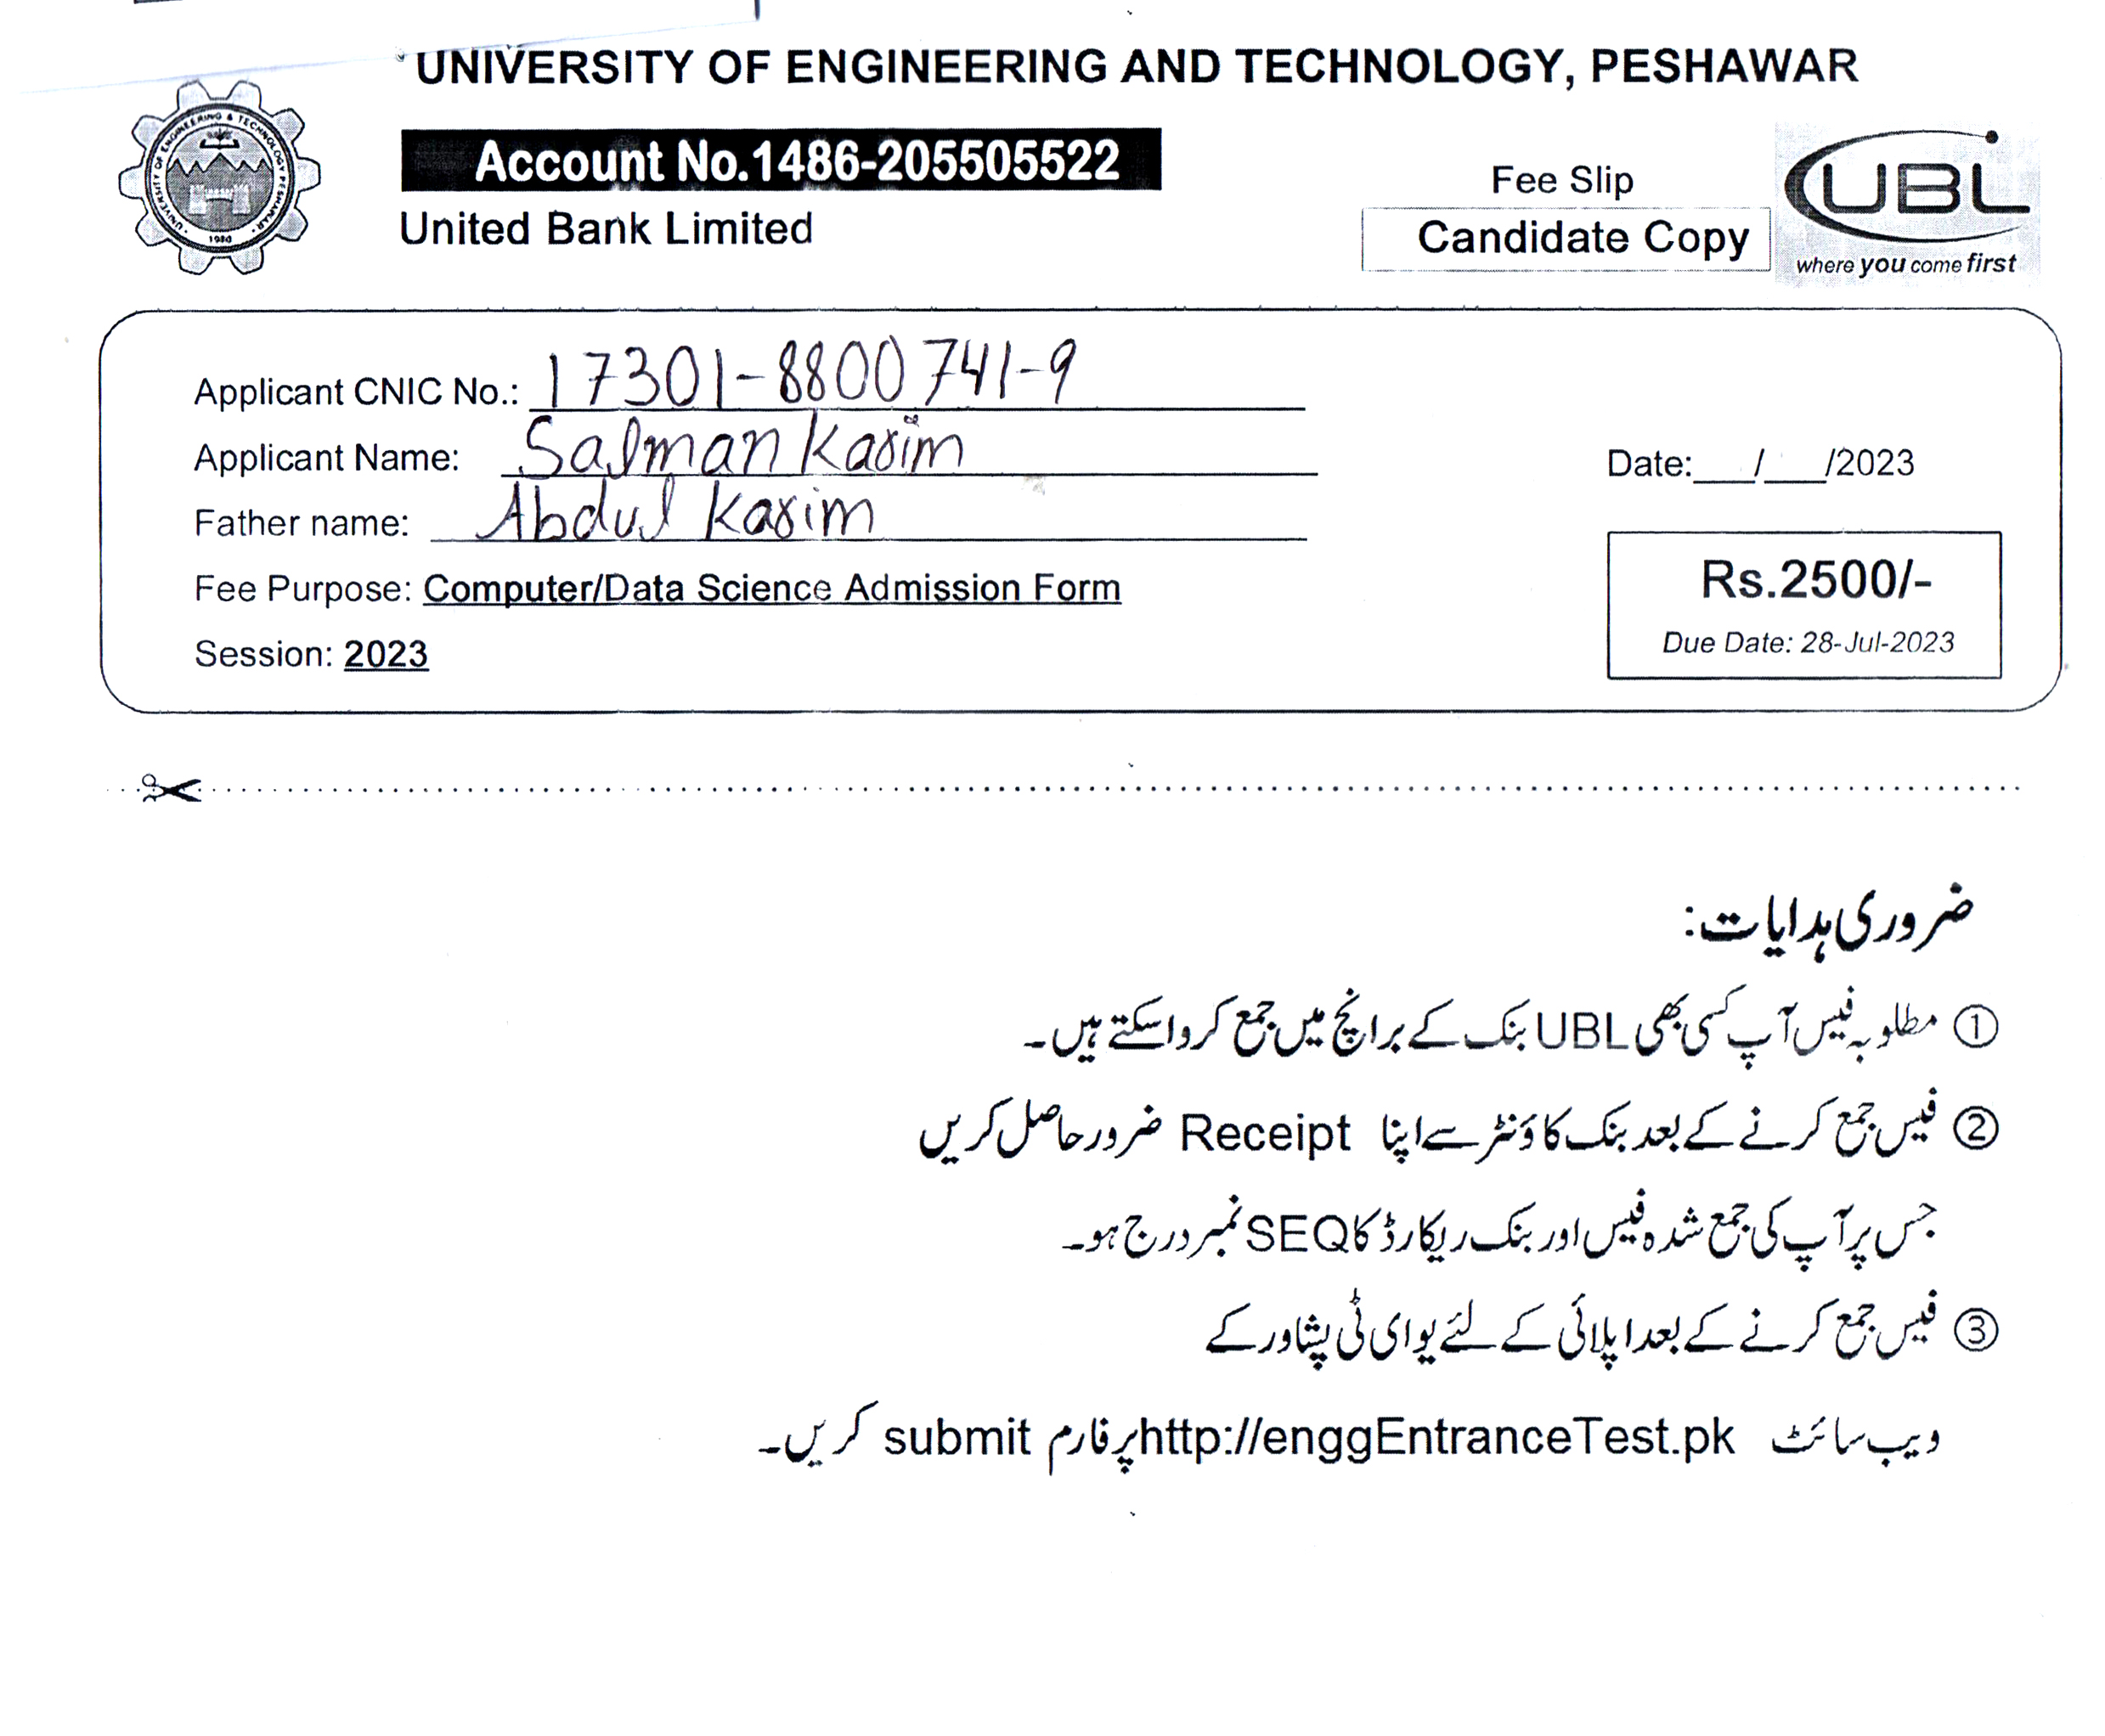 UNIVERSITY OF ENGINEERING AND TECHNOLOGY, PESHAWAR
UNIVERSITY OF ENGINEERING & TECHNOLOGY PESHAWAR
1980
Account No.1486-205505522
United Bank Limited
Fee Slip
Candidate Copy
UBL
where you come first
Applicant CNIC No.: 17301-8800741-9
Applicant Name: Salman Kasim
Date:___/___/2023
Father name: Abdul Kasim
Fee Purpose: Computer/Data Science Admission Form
Rs.2500/-
Due Date: 28-Jul-2023
Session: 2023
ضروری ہدایات:
① مطلوبہ فیس آپ کسی بھی UBL بنک کے برانچ میں جمع کرواسکتے ہیں۔
② فیس جمع کرنے کے بعد بنک کاؤنٹر سے اپنا Receipt ضرور حاصل کریں
جس پر آپ کی جمع شدہ فیس اور بنک ریکارڈ کا SEQ نمبر درج ہو۔
③ فیس جمع کرنے کے بعد اپلائی کے لئے یو ای ٹی پشاور کے
ویب سائٹ http://enggEntranceTest.pk پر فارم submit کریں۔